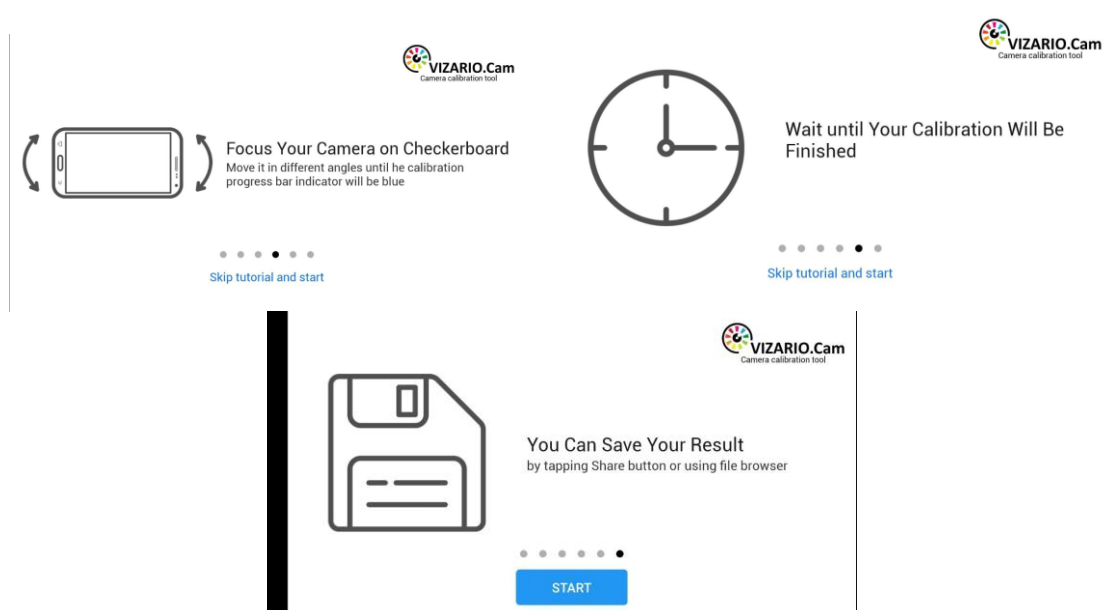 VIZARIO.Cam
Camera calibration tool
Focus Your Camera on Checkerboard
Move it in different angles until he calibration
progress bar indicator will be blue
Skip tutorial and start
VIZARIO.Cam
Camera calibration tool
Wait until Your Calibration Will Be
Finished
Skip tutorial and start
VIZARIO.Cam
Camera calibration tool
You Can Save Your Result
by tapping Share button or using file browser
START